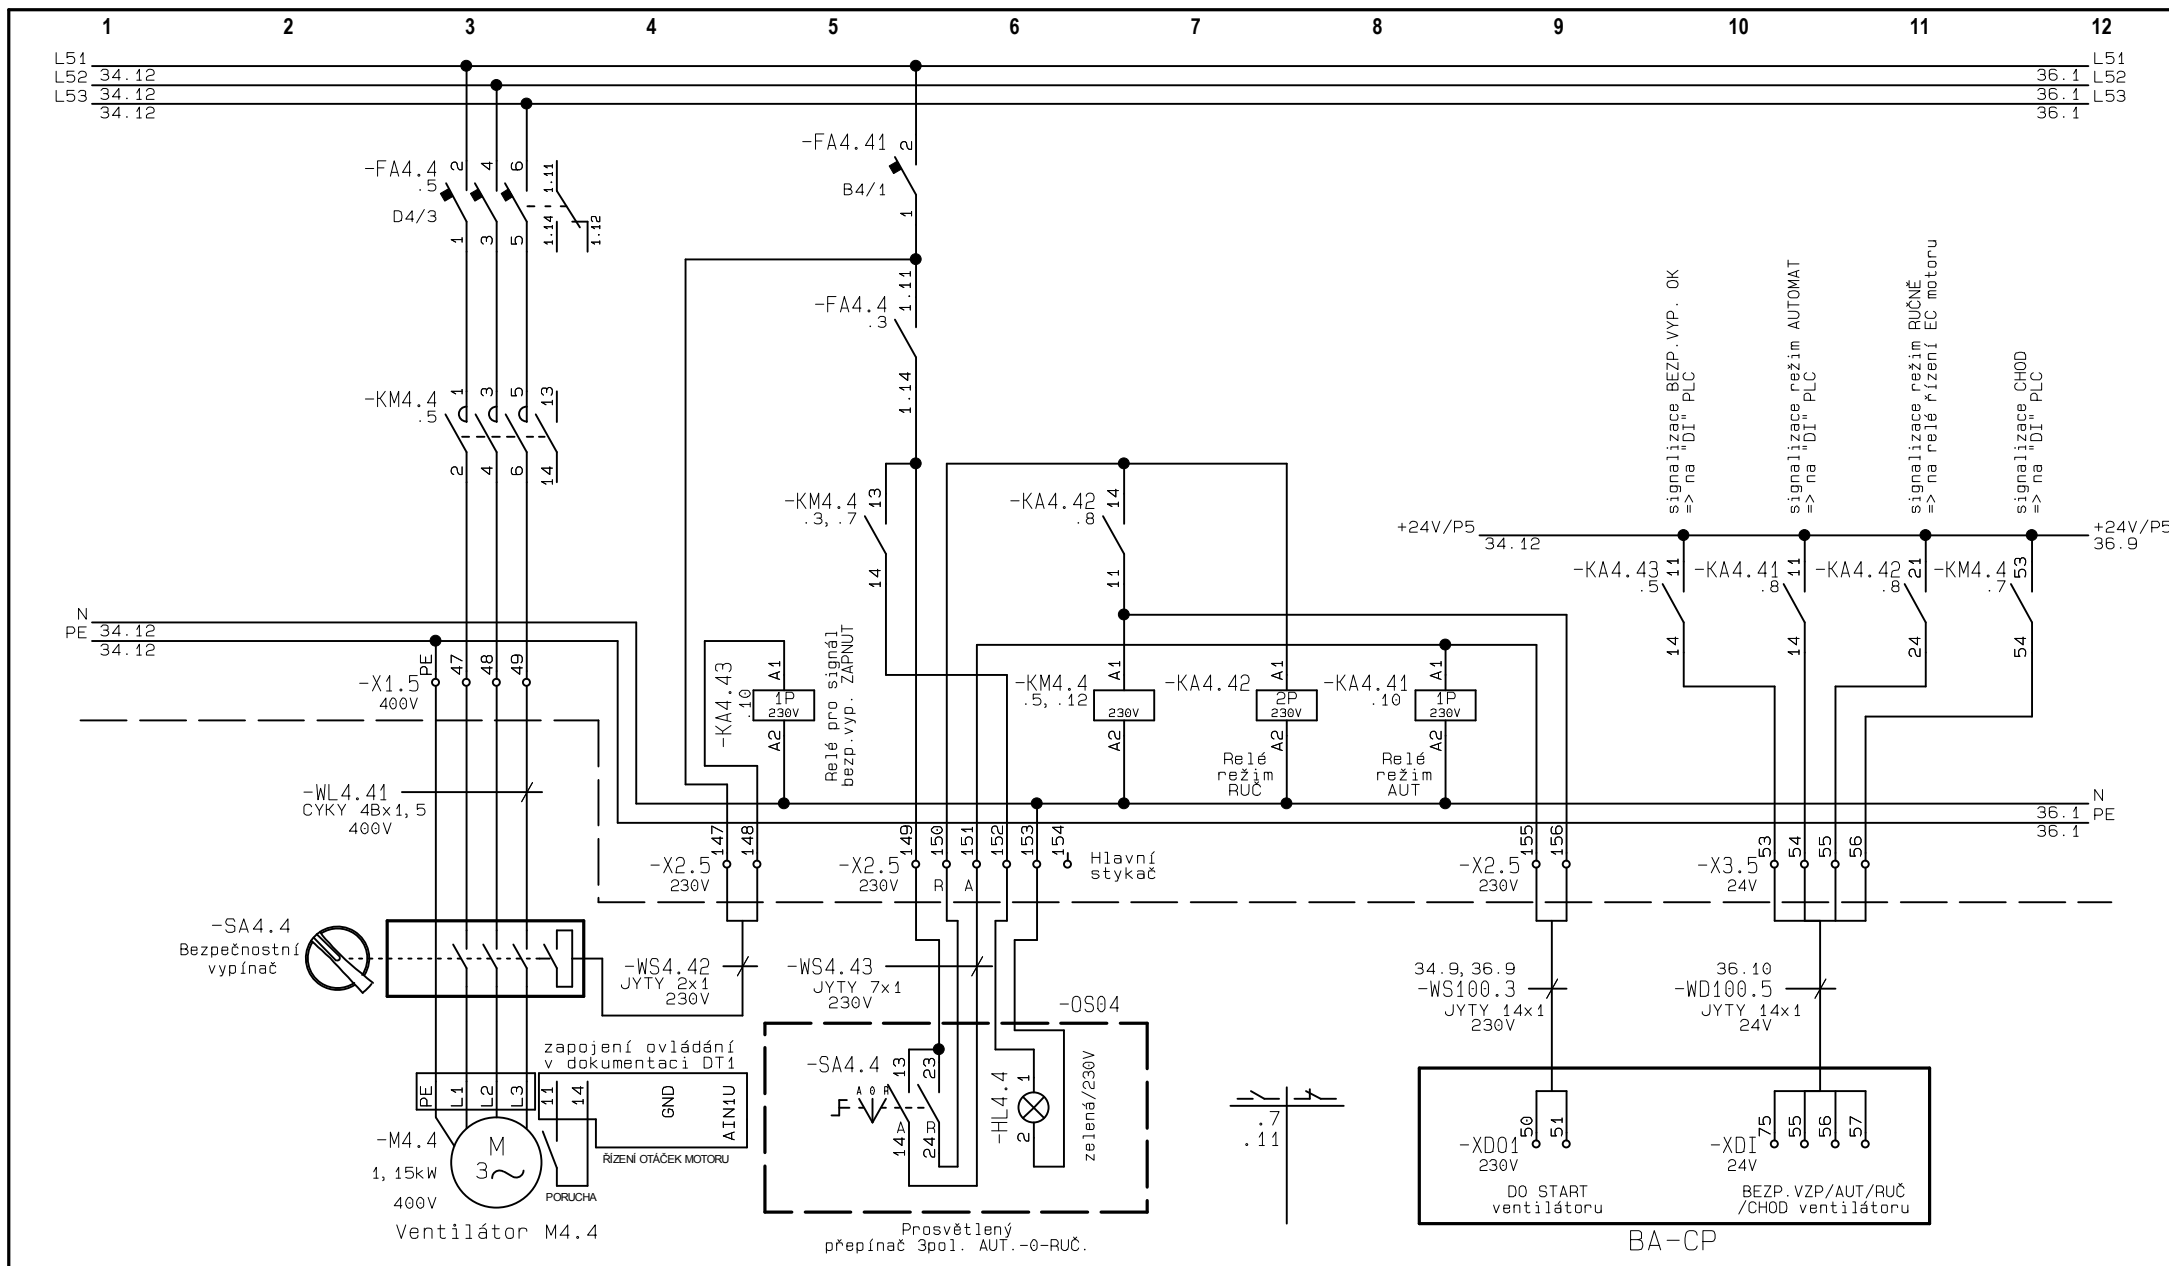 1 2 3 4 5 6 7 8 9 10 11 12
L51
34.12
L52
34.12
L53
34.12
L51
36.1
L52
36.1
L53
36.1
-FA4.4
.5
D4/3
2 4 6 1.11
1 3 5 1.14 1.12
-FA4.41
B4/1
2
1
-FA4.4
.3
1.11
1.14
-KM4.4
.5
1 3 5 13
2 4 6 14
-KM4.4
.3,.7
13
14
-KA4.42
.8
14
11
signalizace BEZP.VYP. OK
=> na "DI" PLC
signalizace režim AUTOMAT
=> na "DI" PLC
signalizace režim RUČNĚ
=> na relé řízení EC motoru
signalizace CHOD
=> na "DI" PLC
+24V/P5
34.12
+24V/P5
36.9
-KA4.43
.5
11
14
-KA4.41
.8
11
14
-KA4.42
.8
21
24
-KM4.4
.7
53
54
N
34.12
PE
34.12
-X1.5
400V
PE 47 48 49
-KA4.43
.10
A1
1P
230V
A2
Relé pro signál
bezp.vyp. ZAPNUT
-KM4.4
.5,.12
A1
230V
A2
-KA4.42
A1
2P
230V
A2
Relé
režim
RUČ
-KA4.41
.10
A1
1P
230V
A2
Relé
režim
AUT
N
36.1
PE
36.1
-WL4.41
CYKY 4Bx1,5
400V
-X2.5
230V
147 148
-X2.5
230V
149 150 151 152 153 154
R A
Hlavní
stykač
-X2.5
230V
155 156
-X3.5
24V
53 54 55 56
-SA4.4
Bezpečnostní
vypínač
-WS4.42
JYTY 2x1
230V
-WS4.43
JYTY 7x1
230V
34.9,36.9
-WS100.3
JYTY 14x1
230V
36.10
-WD100.5
JYTY 14x1
24V
-OS04
zapojení ovládání
v dokumentaci DT1
PE L1 L2 L3 11 14 GND AIN1U
-M4.4
1,15kW
400V
M
3
ŘÍZENÍ OTÁČEK MOTORU
PORUCHA
Ventilátor M4.4
-SA4.4
A 0 R
13 23
A R
14 24
-HL4.4
1
2
zelená/230V
Prosvětlený
přepínač 3pol. AUT.-0-RUČ.
.7
.11
-XDO1
230V
50 51
DO START
ventilátoru
-XDI
24V
75 55 56 57
BEZP.VZP/AUT/RUČ
/CHOD ventilátoru
BA-CP